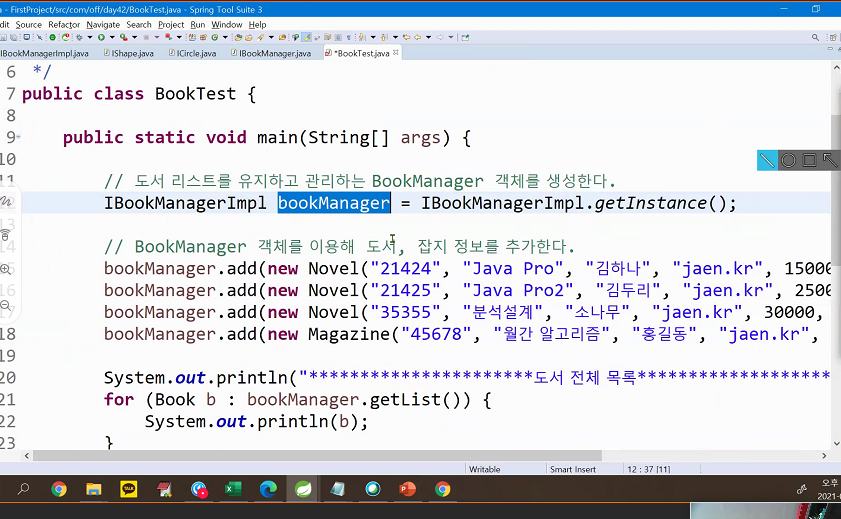 - FirstProject/src/com/off/day42/BookTest.java - Spring Tool Suite 3
dit Source Refactor Navigate Search Project Run Window Help
IBookManagerImpl.java IShape.java ICircle.java IBookManager.java *BookTest.java
6 */
7 public class BookTest {
8
9 public static void main(String[] args) {
10
11 // 도서 리스트를 유지하고 관리하는 BookManager 객체를 생성한다.
IBookManagerImpl bookManager = IBookManagerImpl.getInstance();
13
14 // BookManager 객체를 이용해 도서, 잡지 정보를 추가한다.
15 bookManager.add(new Novel("21424", "Java Pro", "김하나", "jaen.kr", 15000
16 bookManager.add(new Novel("21425", "Java Pro2", "김두리", "jaen.kr", 2500
17 bookManager.add(new Novel("35355", "분석설계", "소나무", "jaen.kr", 30000,
18 bookManager.add(new Magazine("45678", "월간 알고리즘", "홍길동", "jaen.kr",
19
20 System.out.println("**********************도서 전체 목록*******************
21 for (Book b : bookManager.getList()) {
22 System.out.println(b);
23 }
Writable Smart Insert 12 : 37 [11]
TALK
오후
2021-